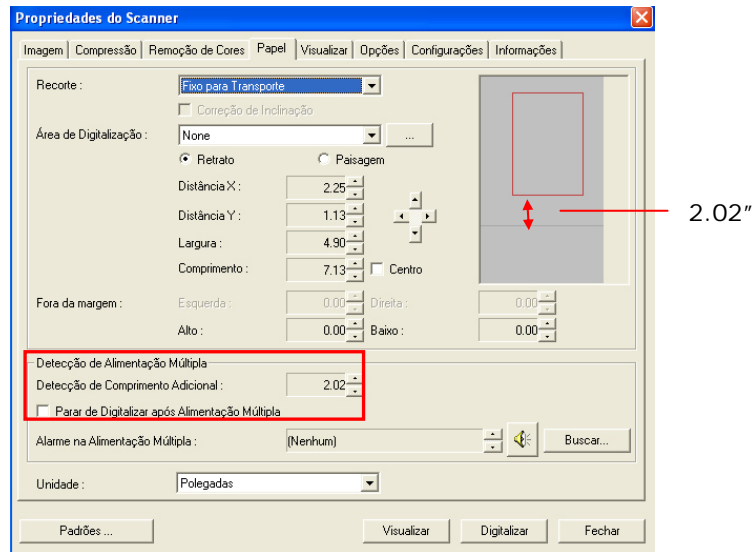 Propriedades do Scanner
Imagem Compressão Remoção de Cores Papel Visualizar Opções Configurações Informações
Recorte : Fixo para Transporte
Correção de Inclinação
Área de Digitalização : None ...
Retrato Paisagem
Distância X : 2.25
Distância Y : 1.13
2.02"
Largura : 4.90
Comprimento : 7.13 Centro
Fora da margem : Esquerda : 0.00 Direita : 0.00
Alto : 0.00 Baixo : 0.00
Detecção de Alimentação Múltipla
Detecção de Comprimento Adicional : 2.02
Parar de Digitalizar após Alimentação Múltipla
Alarme na Alimentação Múltipla : (Nenhum) Buscar...
Unidade : Polegadas
Padrões ... Visualizar Digitalizar Fechar